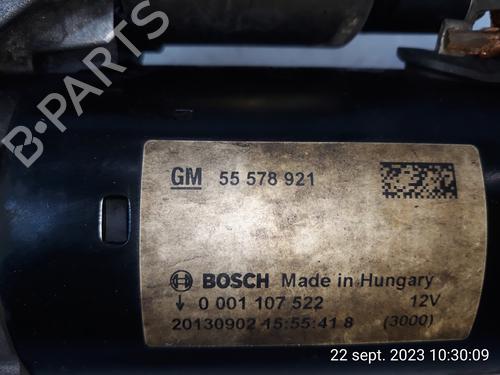 B-PARTS
GM 55 578 921
BOSCH Made in Hungary
0 001 107 522 12V
20130902 15:55:41 8 (3000)
22 sept. 2023 10:30:09